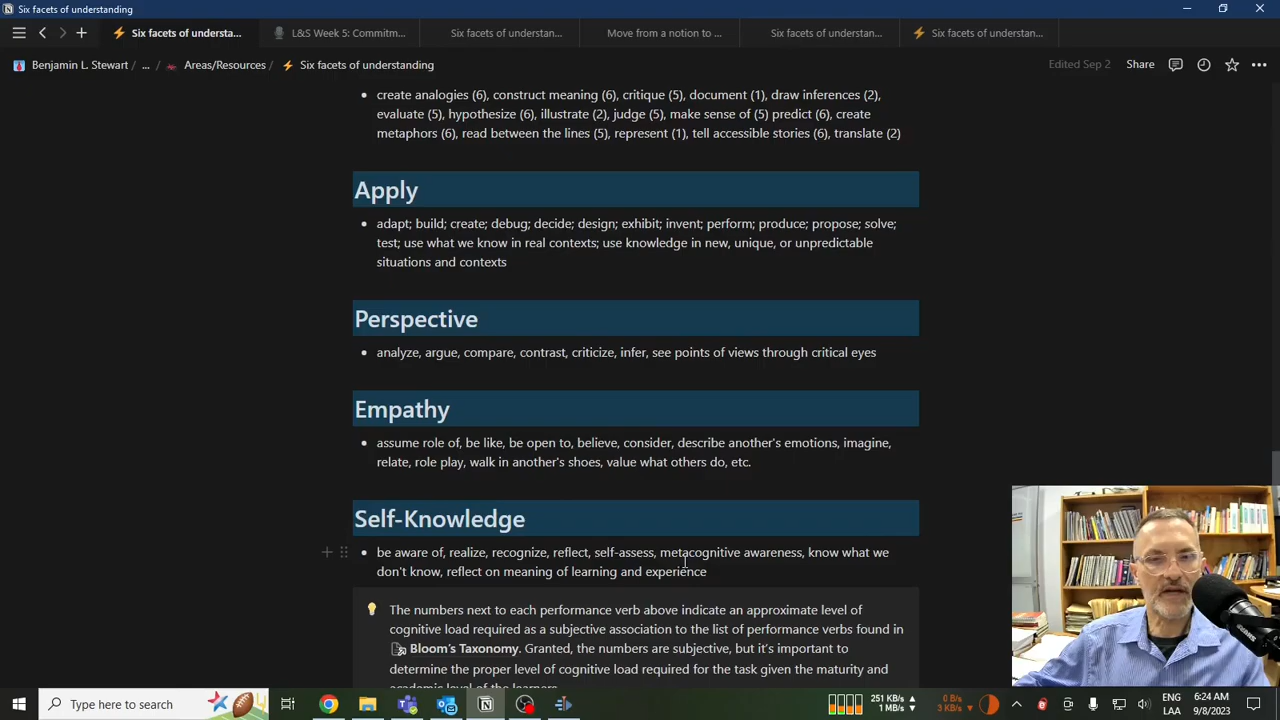 Six facets of understanding
Six facets of understa...
L&S Week 5: Commitm...
Six facets of understan...
Move from a notion to ...
Six facets of understan...
Six facets of understan...
Benjamin L. Stewart / ... / Areas/Resources / Six facets of understanding
Edited Sep 2 Share
create analogies (6), construct meaning (6), critique (5), document (1), draw inferences (2),
evaluate (5), hypothesize (6), illustrate (2), judge (5), make sense of (5) predict (6), create
metaphors (6), read between the lines (5), represent (1), tell accessible stories (6), translate (2)
Apply
adapt; build; create; debug; decide; design; exhibit; invent; perform; produce; propose; solve;
test; use what we know in real contexts; use knowledge in new, unique, or unpredictable
situations and contexts
Perspective
analyze, argue, compare, contrast, criticize, infer, see points of views through critical eyes
Empathy
assume role of, be like, be open to, believe, consider, describe another's emotions, imagine,
relate, role play, walk in another's shoes, value what others do, etc.
Self-Knowledge
be aware of, realize, recognize, reflect, self-assess, metacognitive awareness, know what we
don't know, reflect on meaning of learning and experience
The numbers next to each performance verb above indicate an approximate level of
cognitive load required as a subjective association to the list of performance verbs found in
Bloom's Taxonomy. Granted, the numbers are subjective, but it's important to
determine the proper level of cognitive load required for the task given the maturity and
academic level of the learners.
Type here to search
251 KB/s
1 MB/s
0 B/s
3 KB/s
ENG
LAA
6:24 AM
9/8/2023